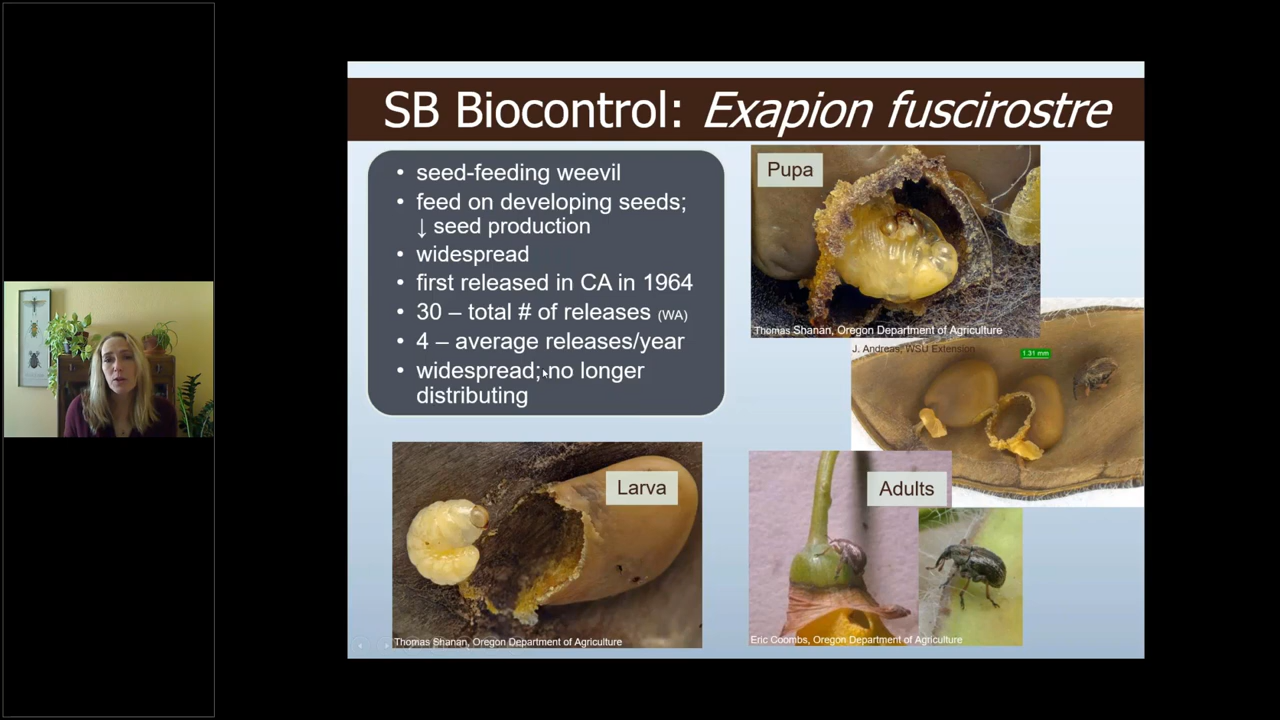 SB Biocontrol: Exapion fuscirostre
• seed-feeding weevil
• feed on developing seeds;
↓ seed production
• widespread
• first released in CA in 1964
• 30 – total # of releases (WA)
• 4 – average releases/year
• widespread; no longer
distributing
Pupa
Thomas Shanan, Oregon Department of Agriculture
J. Andreas, WSU Extension
1.31 mm
Larva
Thomas Shanan, Oregon Department of Agriculture
Adults
Eric Coombs, Oregon Department of Agriculture